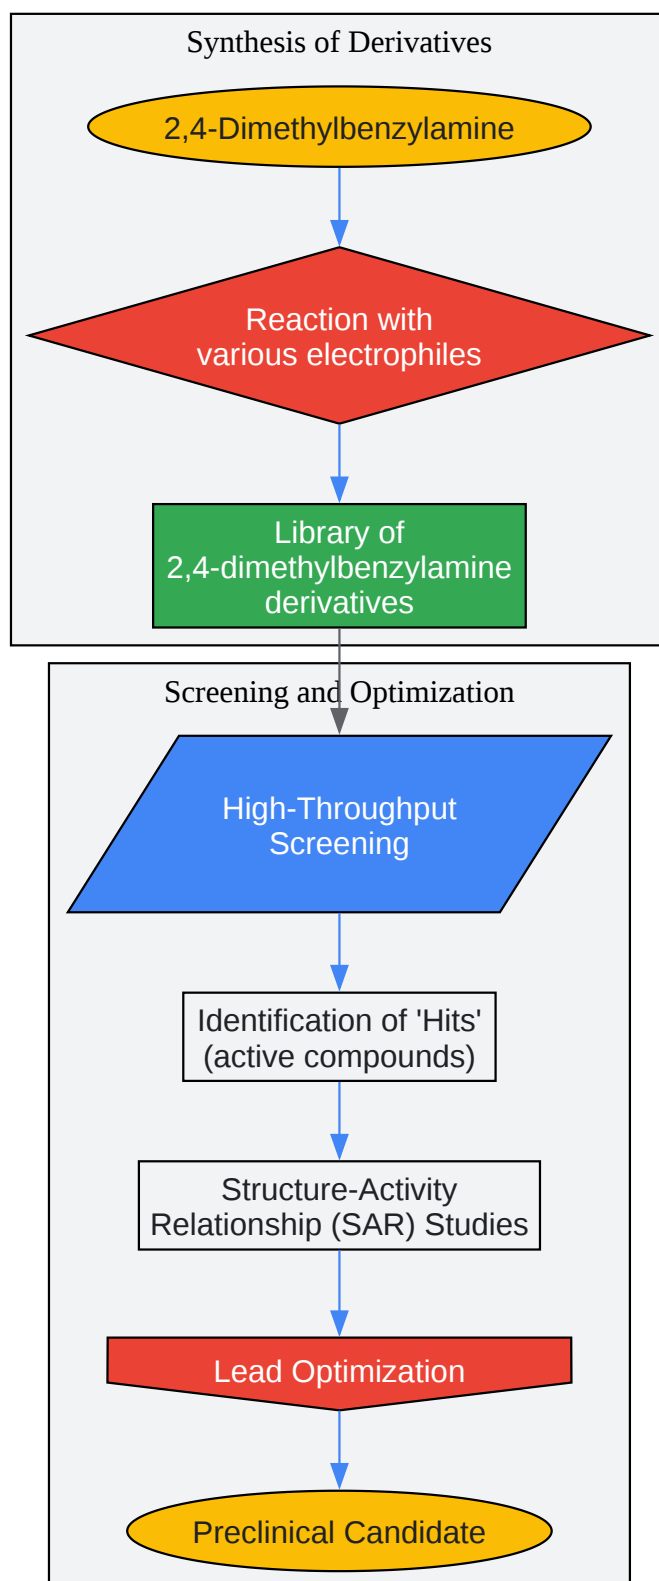 Synthesis of Derivatives
2,4-Dimethylbenzylamine
Reaction with
various electrophiles
Library of
2,4-dimethylbenzylamine
derivatives
Screening and Optimization
High-Throughput
Screening
Identification of 'Hits'
(active compounds)
Structure-Activity
Relationship (SAR) Studies
Lead Optimization
Preclinical Candidate